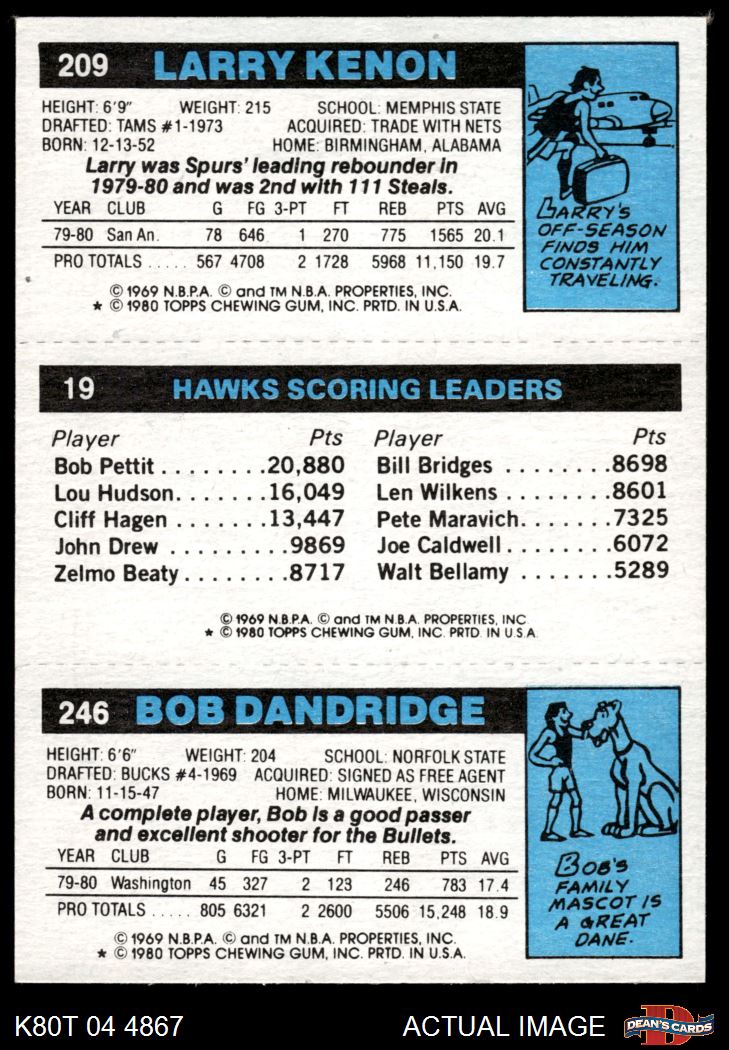 209 LARRY KENON
HEIGHT: 6'9" WEIGHT: 215 SCHOOL: MEMPHIS STATE
DRAFTED: TAMS #1-1973 ACQUIRED: TRADE WITH NETS
BORN: 12-13-52 HOME: BIRMINGHAM, ALABAMA
Larry was Spurs' leading rebounder in
1979-80 and was 2nd with 111 Steals.
YEAR CLUB G FG 3-PT FT REB PTS AVG
79-80 San An. 78 646 1 270 775 1565 20.1
PRO TOTALS ..... 567 4708 2 1728 5968 11,150 19.7
© 1969 N.B.P.A. © and TM N.B.A. PROPERTIES, INC.
★ © 1980 TOPPS CHEWING GUM, INC. PRTD. IN U.S.A.
LARRY'S
OFF-SEASON
FINDS HIM
CONSTANTLY
TRAVELING.
19 HAWKS SCORING LEADERS
Player Pts Player Pts
Bob Pettit ........20,880 Bill Bridges ........8698
Lou Hudson........16,049 Len Wilkens ........8601
Cliff Hagen .......13,447 Pete Maravich.......7325
John Drew .........9869 Joe Caldwell........6072
Zelmo Beaty........8717 Walt Bellamy .......5289
© 1969 N.B.P.A. © and TM N.B.A. PROPERTIES, INC
★ © 1980 TOPPS CHEWING GUM, INC. PRTD. IN U.S.A.
246 BOB DANDRIDGE
HEIGHT: 6'6" WEIGHT: 204 SCHOOL: NORFOLK STATE
DRAFTED: BUCKS #4-1969 ACQUIRED: SIGNED AS FREE AGENT
BORN: 11-15-47 HOME: MILWAUKEE, WISCONSIN
A complete player, Bob is a good passer
and excellent shooter for the Bullets.
YEAR CLUB G FG 3-PT FT REB PTS AVG
79-80 Washington 45 327 2 123 246 783 17.4
PRO TOTALS ..... 805 6321 2 2600 5506 15,248 18.9
© 1969 N.B.P.A. © and TM N.B.A. PROPERTIES, INC.
★ © 1980 TOPPS CHEWING GUM, INC. PRTD. IN U.S.A.
BOB'S
FAMILY
MASCOT IS
A GREAT
DANE.
K80T 04 4867 ACTUAL IMAGE D DEAN'S CARDS